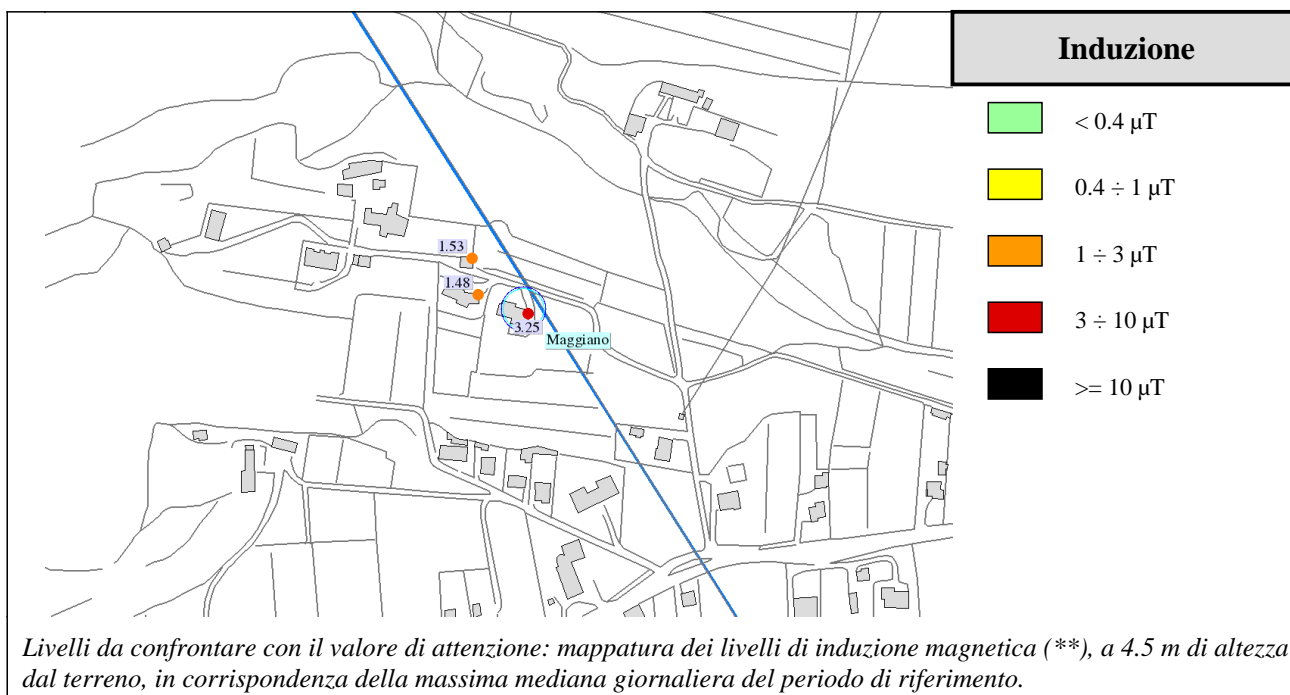 Induzione
< 0.4 µT
0.4 ÷ 1 µT
1 ÷ 3 µT
3 ÷ 10 µT
>= 10 µT
1.53
1.48
3.25
Maggiano
Livelli da confrontare con il valore di attenzione: mappatura dei livelli di induzione magnetica (**), a 4.5 m di altezza
dal terreno, in corrispondenza della massima mediana giornaliera del periodo di riferimento.